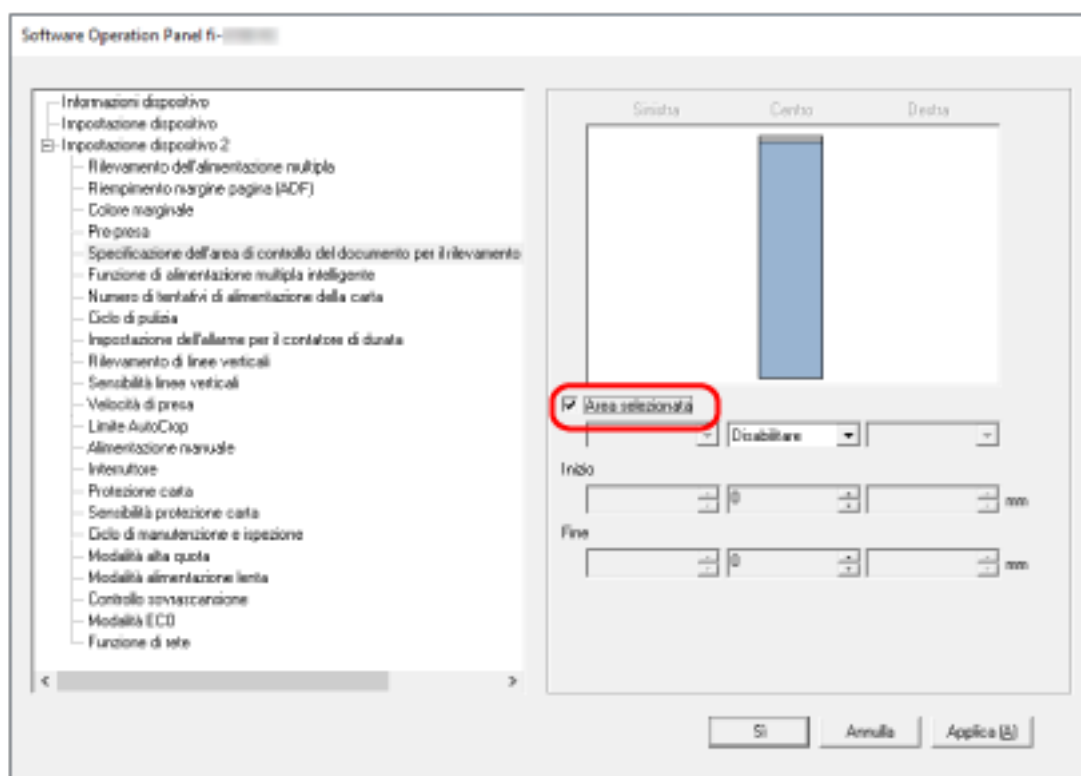 Software Operation Panel fi-
Informazioni dispositivo
Impostazione dispositivo
Impostazione dispositivo 2
Rilevamento dell'alimentazione multipla
Riempimento margine pagina (ADF)
Colore marginale
Pre-presa
Specificazione dell'area di controllo del documento per il rilevamento
Funzione di alimentazione multipla intelligente
Numero di tentativi di alimentazione della carta
Ciclo di pulizia
Impostazione dell'allarme per il contatore di durata
Rilevamento di linee verticali
Sensibilità linee verticali
Velocità di presa
Limite AutoCrop
Alimentazione manuale
Interruttore
Protezione carta
Sensibilità protezione carta
Ciclo di manutenzione e ispezione
Modalità alta quota
Modalità alimentazione lenta
Controllo sovrascansione
Modalità ECO
Funzione di rete
Sinistra Centro Destra
Area selezionata
Disabilitare
Inizio
0 mm
Fine
0 mm
Sì Annulla Applica (A)